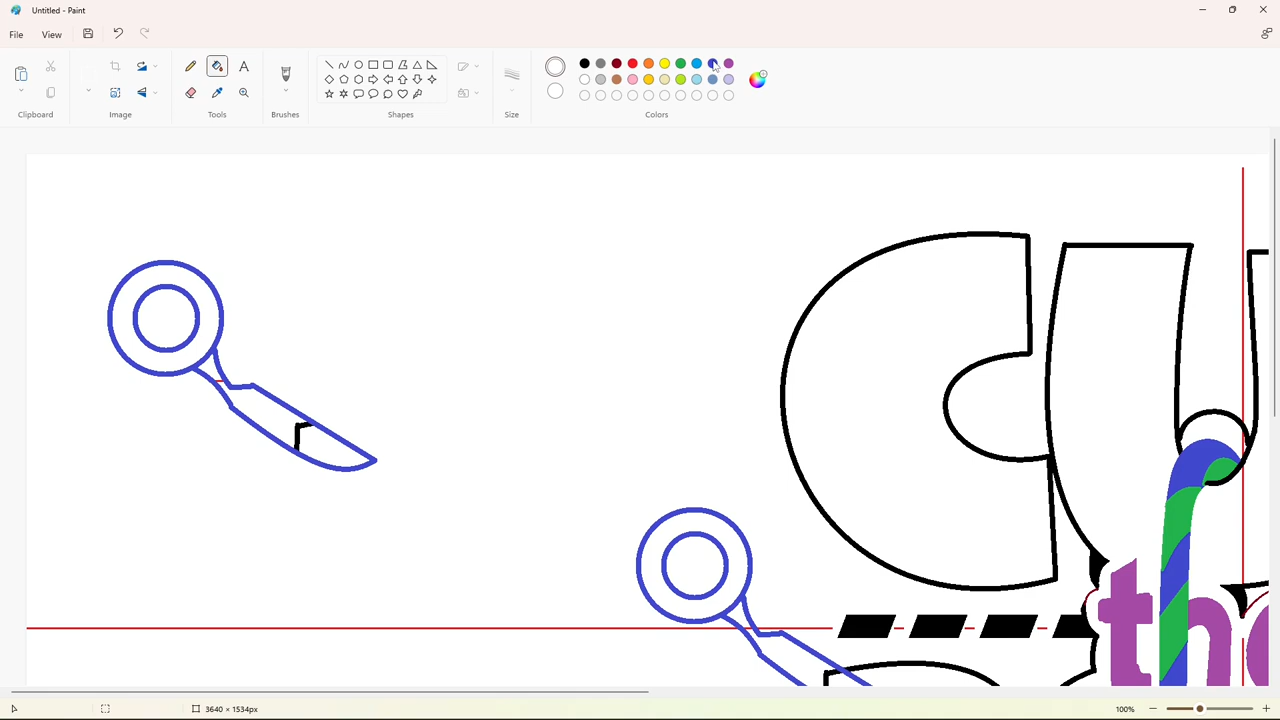 Untitled - Paint
File View
Clipboard Image Tools Brushes Shapes Size Colors
cu
th
3640 × 1534px 100%